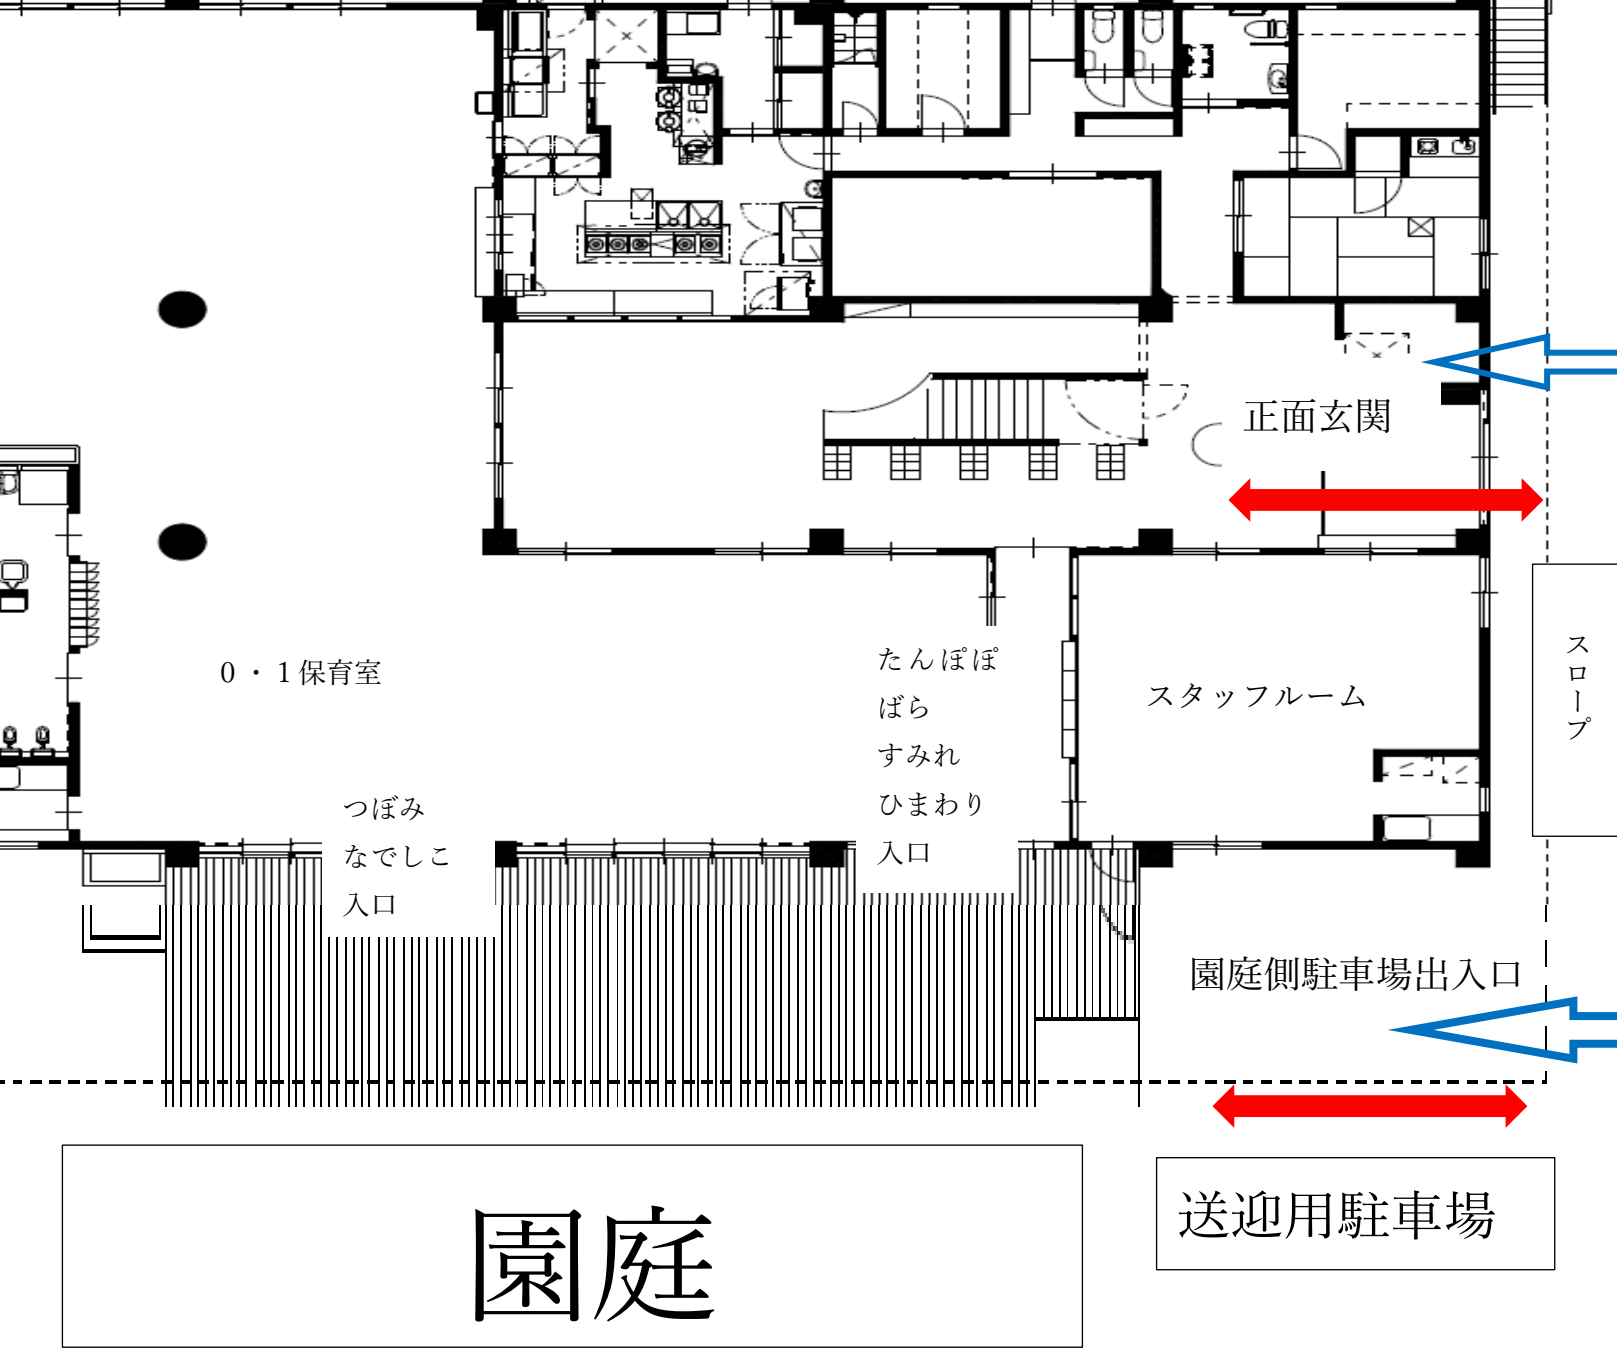 正面玄関
スロープ
０・１保育室
たんぽぽ
ばら
すみれ
ひまわり
入口
スタッフルーム
つぼみ
なでしこ
入口
園庭側駐車場出入口
園庭
送迎用駐車場